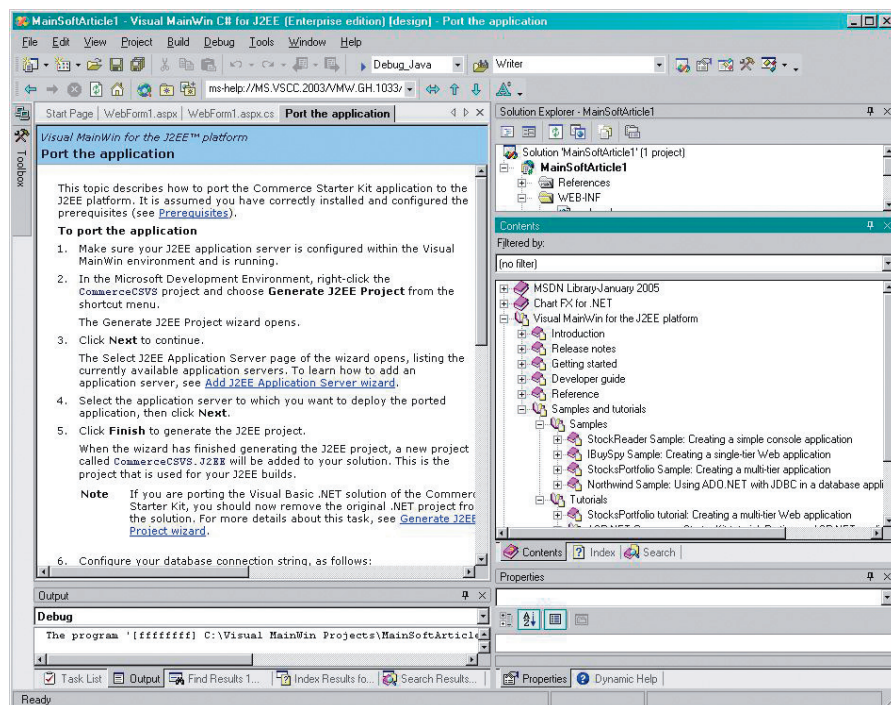 MainSoftArticle1 - Visual MainWin C# for J2EE (Enterprise edition) [design] - Port the application
File Edit View Project Build Debug Tools Window Help
Debug_Java
Writer
ms-help://MS.VSCC.2003/VMW.GH.1033/
Start Page WebForm1.aspx WebForm1.aspx.cs Port the application
Toolbox
Visual MainWin for the J2EE™ platform
Port the application
This topic describes how to port the Commerce Starter Kit application to the
J2EE platform. It is assumed you have correctly installed and configured the
prerequisites (see Prerequisites).
To port the application
1. Make sure your J2EE application server is configured within the Visual
MainWin environment and is running.
2. In the Microsoft Development Environment, right-click the
CommerceCSVS project and choose Generate J2EE Project from the
shortcut menu.
The Generate J2EE Project wizard opens.
3. Click Next to continue.
The Select J2EE Application Server page of the wizard opens, listing the
currently available application servers. To learn how to add an
application server, see Add J2EE Application Server wizard.
4. Select the application server to which you want to deploy the ported
application, then click Next.
5. Click Finish to generate the J2EE project.
When the wizard has finished generating the J2EE project, a new project
called CommerceCSVS.J2EE will be added to your solution. This is the
project that is used for your J2EE builds.
Note If you are porting the Visual Basic .NET solution of the Commerc
Starter Kit, you should now remove the original .NET project fro
the solution. For more details about this task, see Generate J2EE
Project wizard.
6. Configure your database connection string, as follows:
Output
Debug
The program '[ffffffff] C:\Visual MainWin Projects\MainSoftArticle
Task List Output Find Results 1... Index Results fo... Search Results...
Ready
Solution Explorer - MainSoftArticle1
Solution 'MainSoftArticle1' (1 project)
MainSoftArticle1
References
WEB-INF
Contents
Filtered by:
(no filter)
MSDN Library-January 2005
Chart FX for .NET
Visual MainWin for the J2EE platform
Introduction
Release notes
Getting started
Developer guide
Reference
Samples and tutorials
Samples
StockReader Sample: Creating a simple console application
IBuySpy Sample: Creating a single-tier Web application
StocksPortfolio Sample: Creating a multi-tier application
Northwind Sample: Using ADO.NET with JDBC in a database appli
Tutorials
StocksPortfolio tutorial: Creating a multi-tier Web application
Contents Index Search
Properties
Properties Dynamic Help